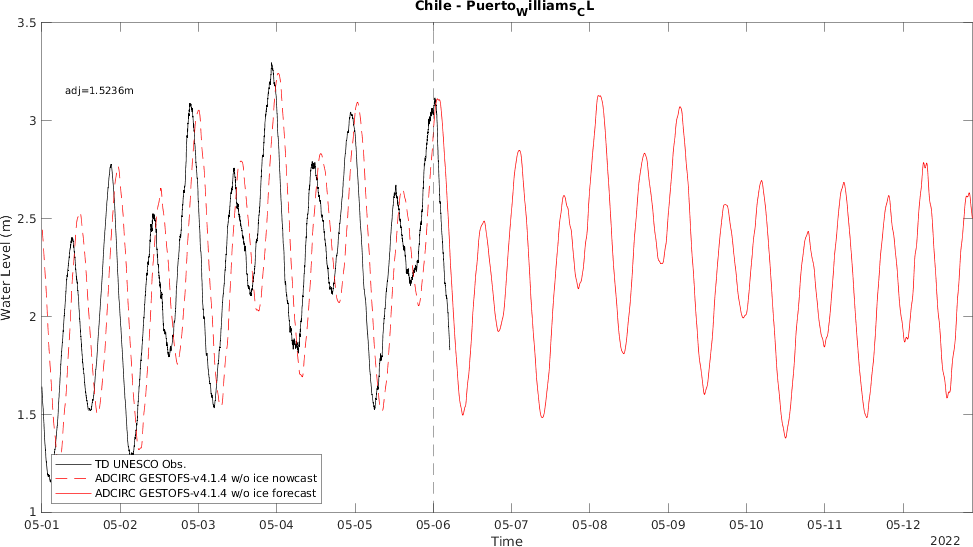 Chile - PuertoWilliamsCL
3.5
adj=1.5236m
3
2.5
Water Level (m)
2
1.5
TD UNESCO Obs.
ADCIRC GESTOFS-v4.1.4 w/o ice nowcast
ADCIRC GESTOFS-v4.1.4 w/o ice forecast
1
05-01 05-02 05-03 05-04 05-05 05-06 05-07 05-08 05-09 05-10 05-11 05-12
Time
2022